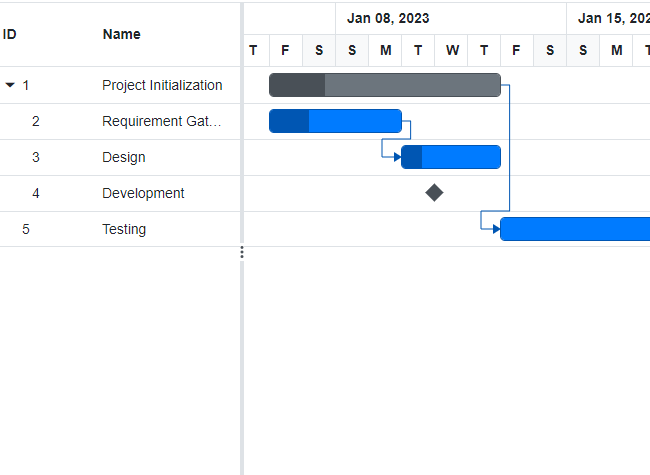 ID Name
Jan 08, 2023 Jan 15, 202
T F S S M T W T F S S M T
1 Project Initialization
2 Requirement Gat...
3 Design
4 Development
5 Testing